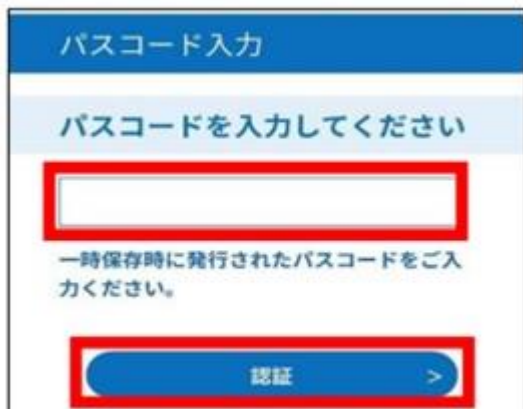 パスコード入力
パスコードを入力してください
一時保存時に発行されたパスコードをご入
力ください。
認証 >